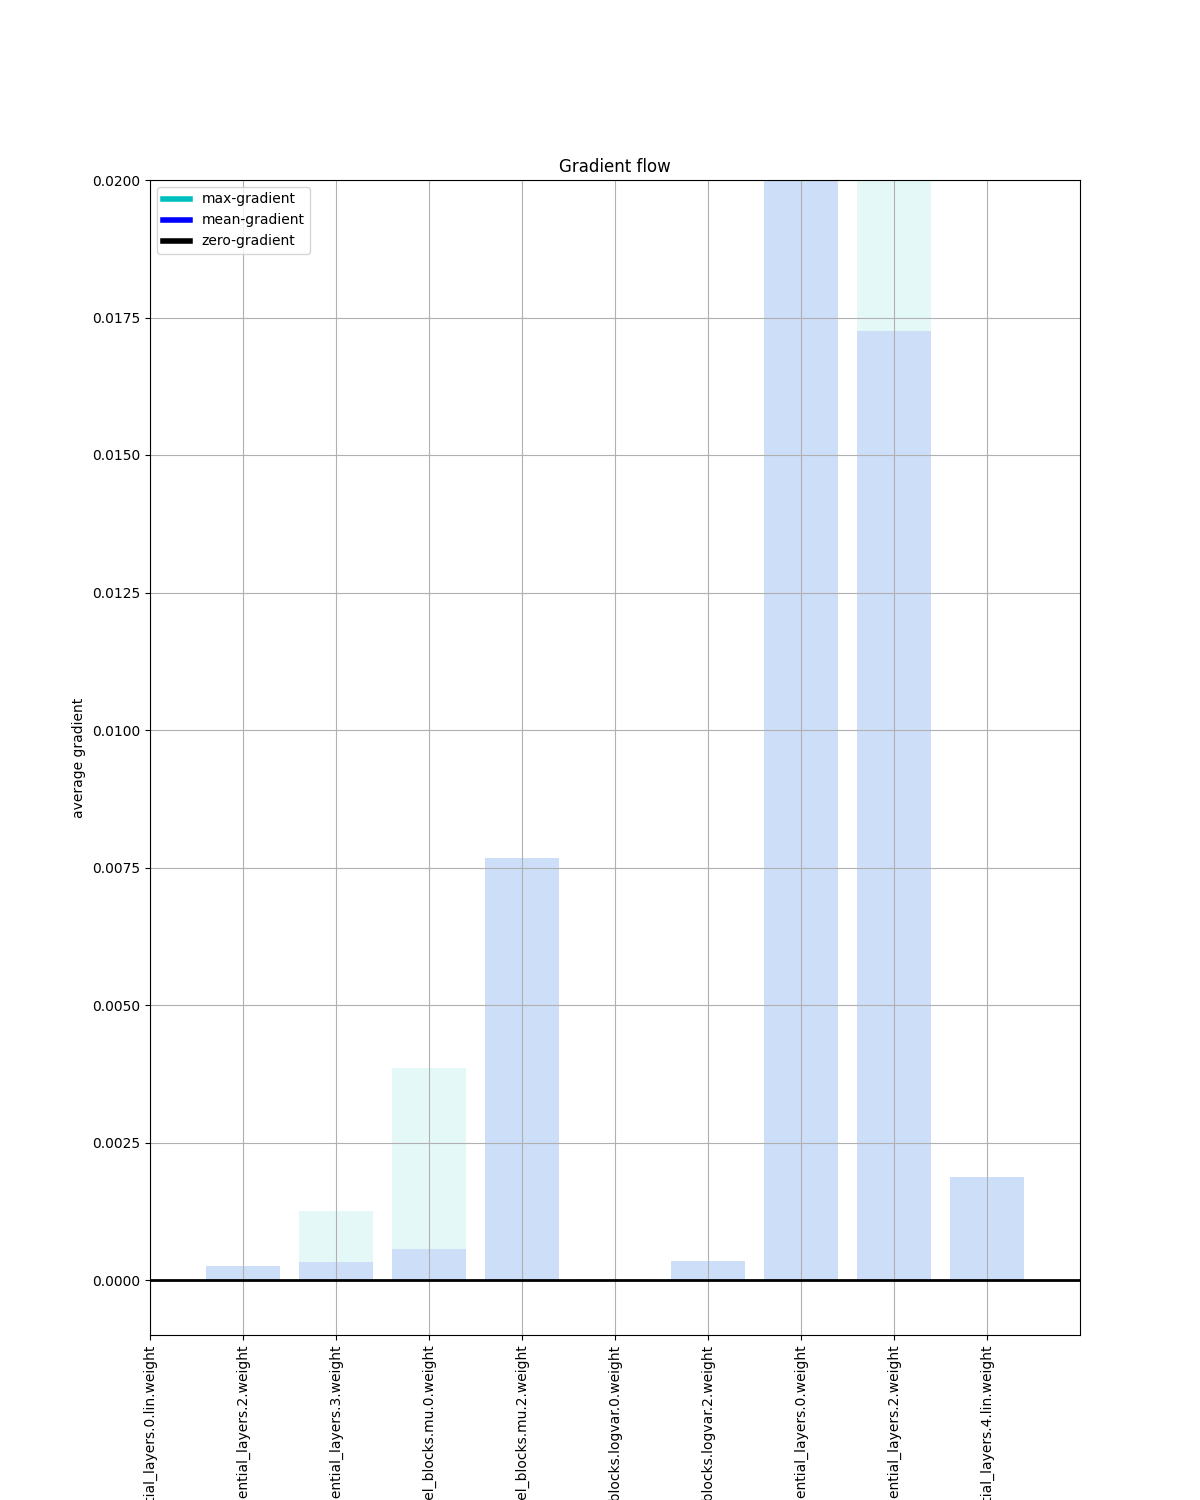 Gradient flow
max-gradient
mean-gradient
zero-gradient
0.0200
0.0175
0.0150
0.0125
0.0100
0.0075
0.0050
0.0025
0.0000
average gradient
tial_layers.0.lin.weight
ential_layers.2.weight
ential_layers.3.weight
el_blocks.mu.0.weight
el_blocks.mu.2.weight
blocks.logvar.0.weight
blocks.logvar.2.weight
ential_layers.0.weight
ential_layers.2.weight
tial_layers.4.lin.weight